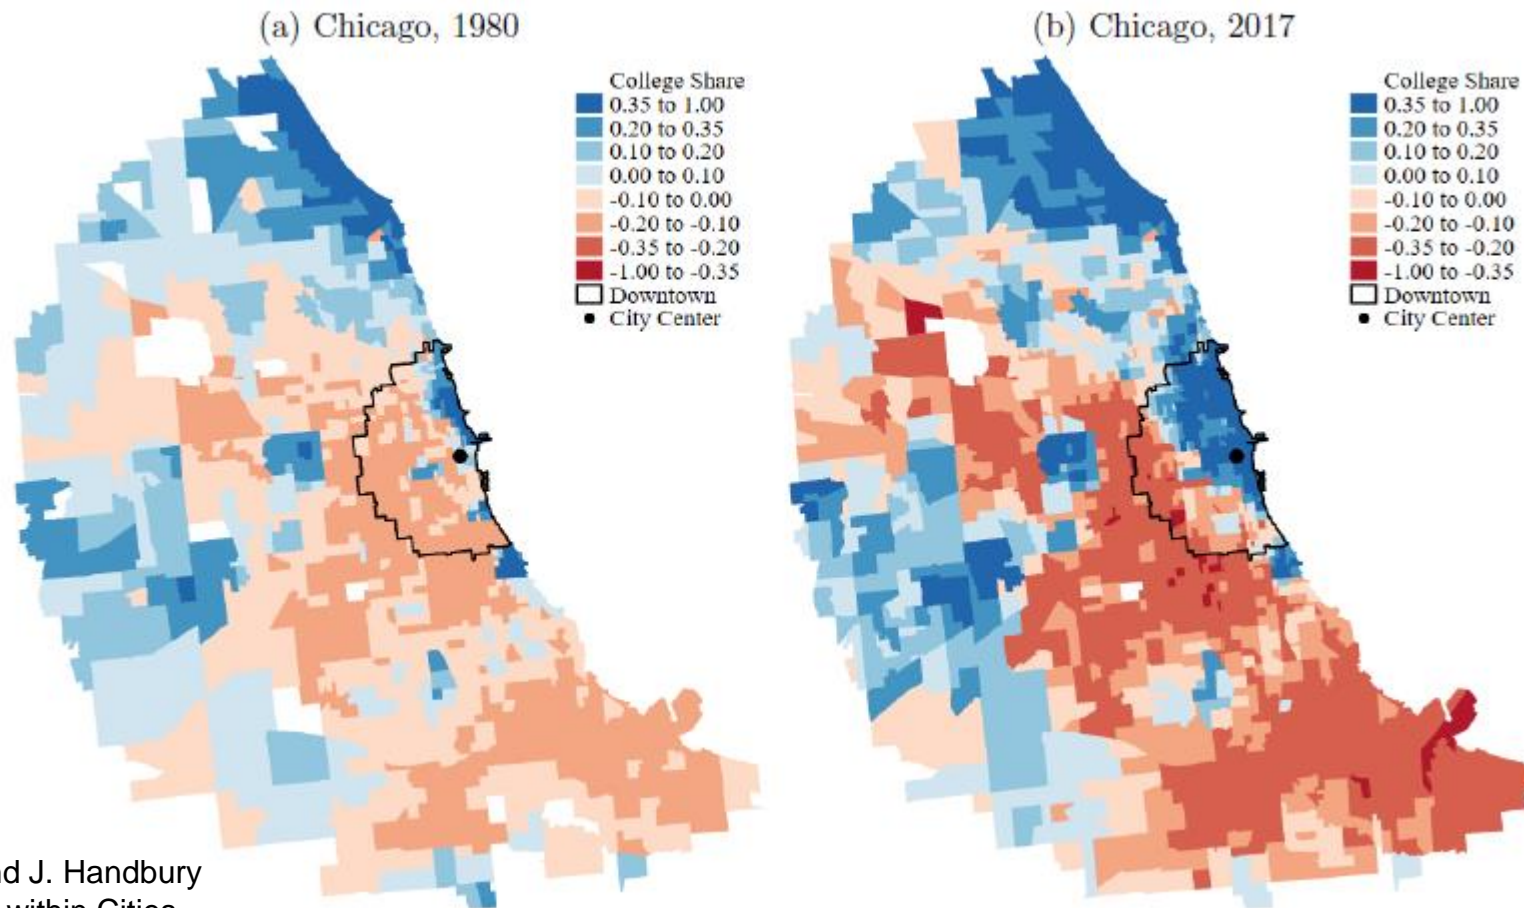 (a) Chicago, 1980
College Share
0.35 to 1.00
0.20 to 0.35
0.10 to 0.20
0.00 to 0.10
-0.10 to 0.00
-0.20 to -0.10
-0.35 to -0.20
-1.00 to -0.35
Downtown
City Center
(b) Chicago, 2017
College Share
0.35 to 1.00
0.20 to 0.35
0.10 to 0.20
0.00 to 0.10
-0.10 to 0.00
-0.20 to -0.10
-0.35 to -0.20
-1.00 to -0.35
Downtown
City Center
J. Handbury
within Cities